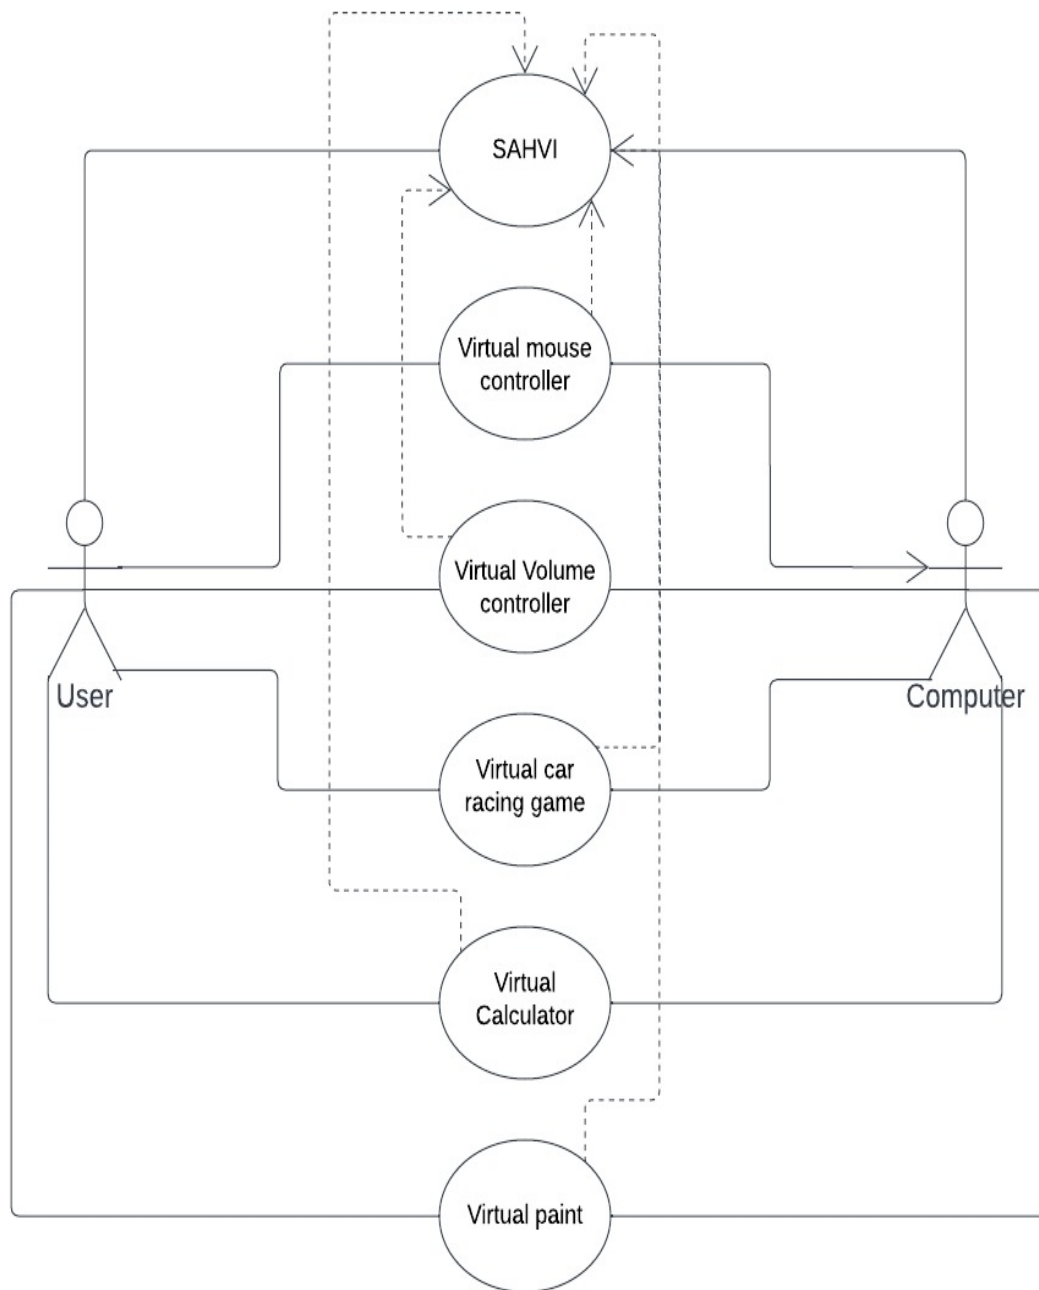 SAHVI
Virtual mouse
controller
Virtual Volume
controller
User
Computer
Virtual car
racing game
Virtual
Calculator
Virtual paint